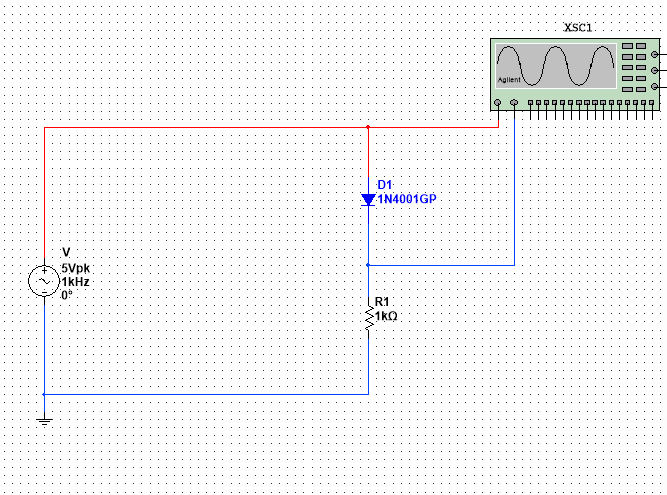 XSC1
Agilent
D1
1N4001GP
V
5Vpk
1kHz
0°
R1
1kΩ